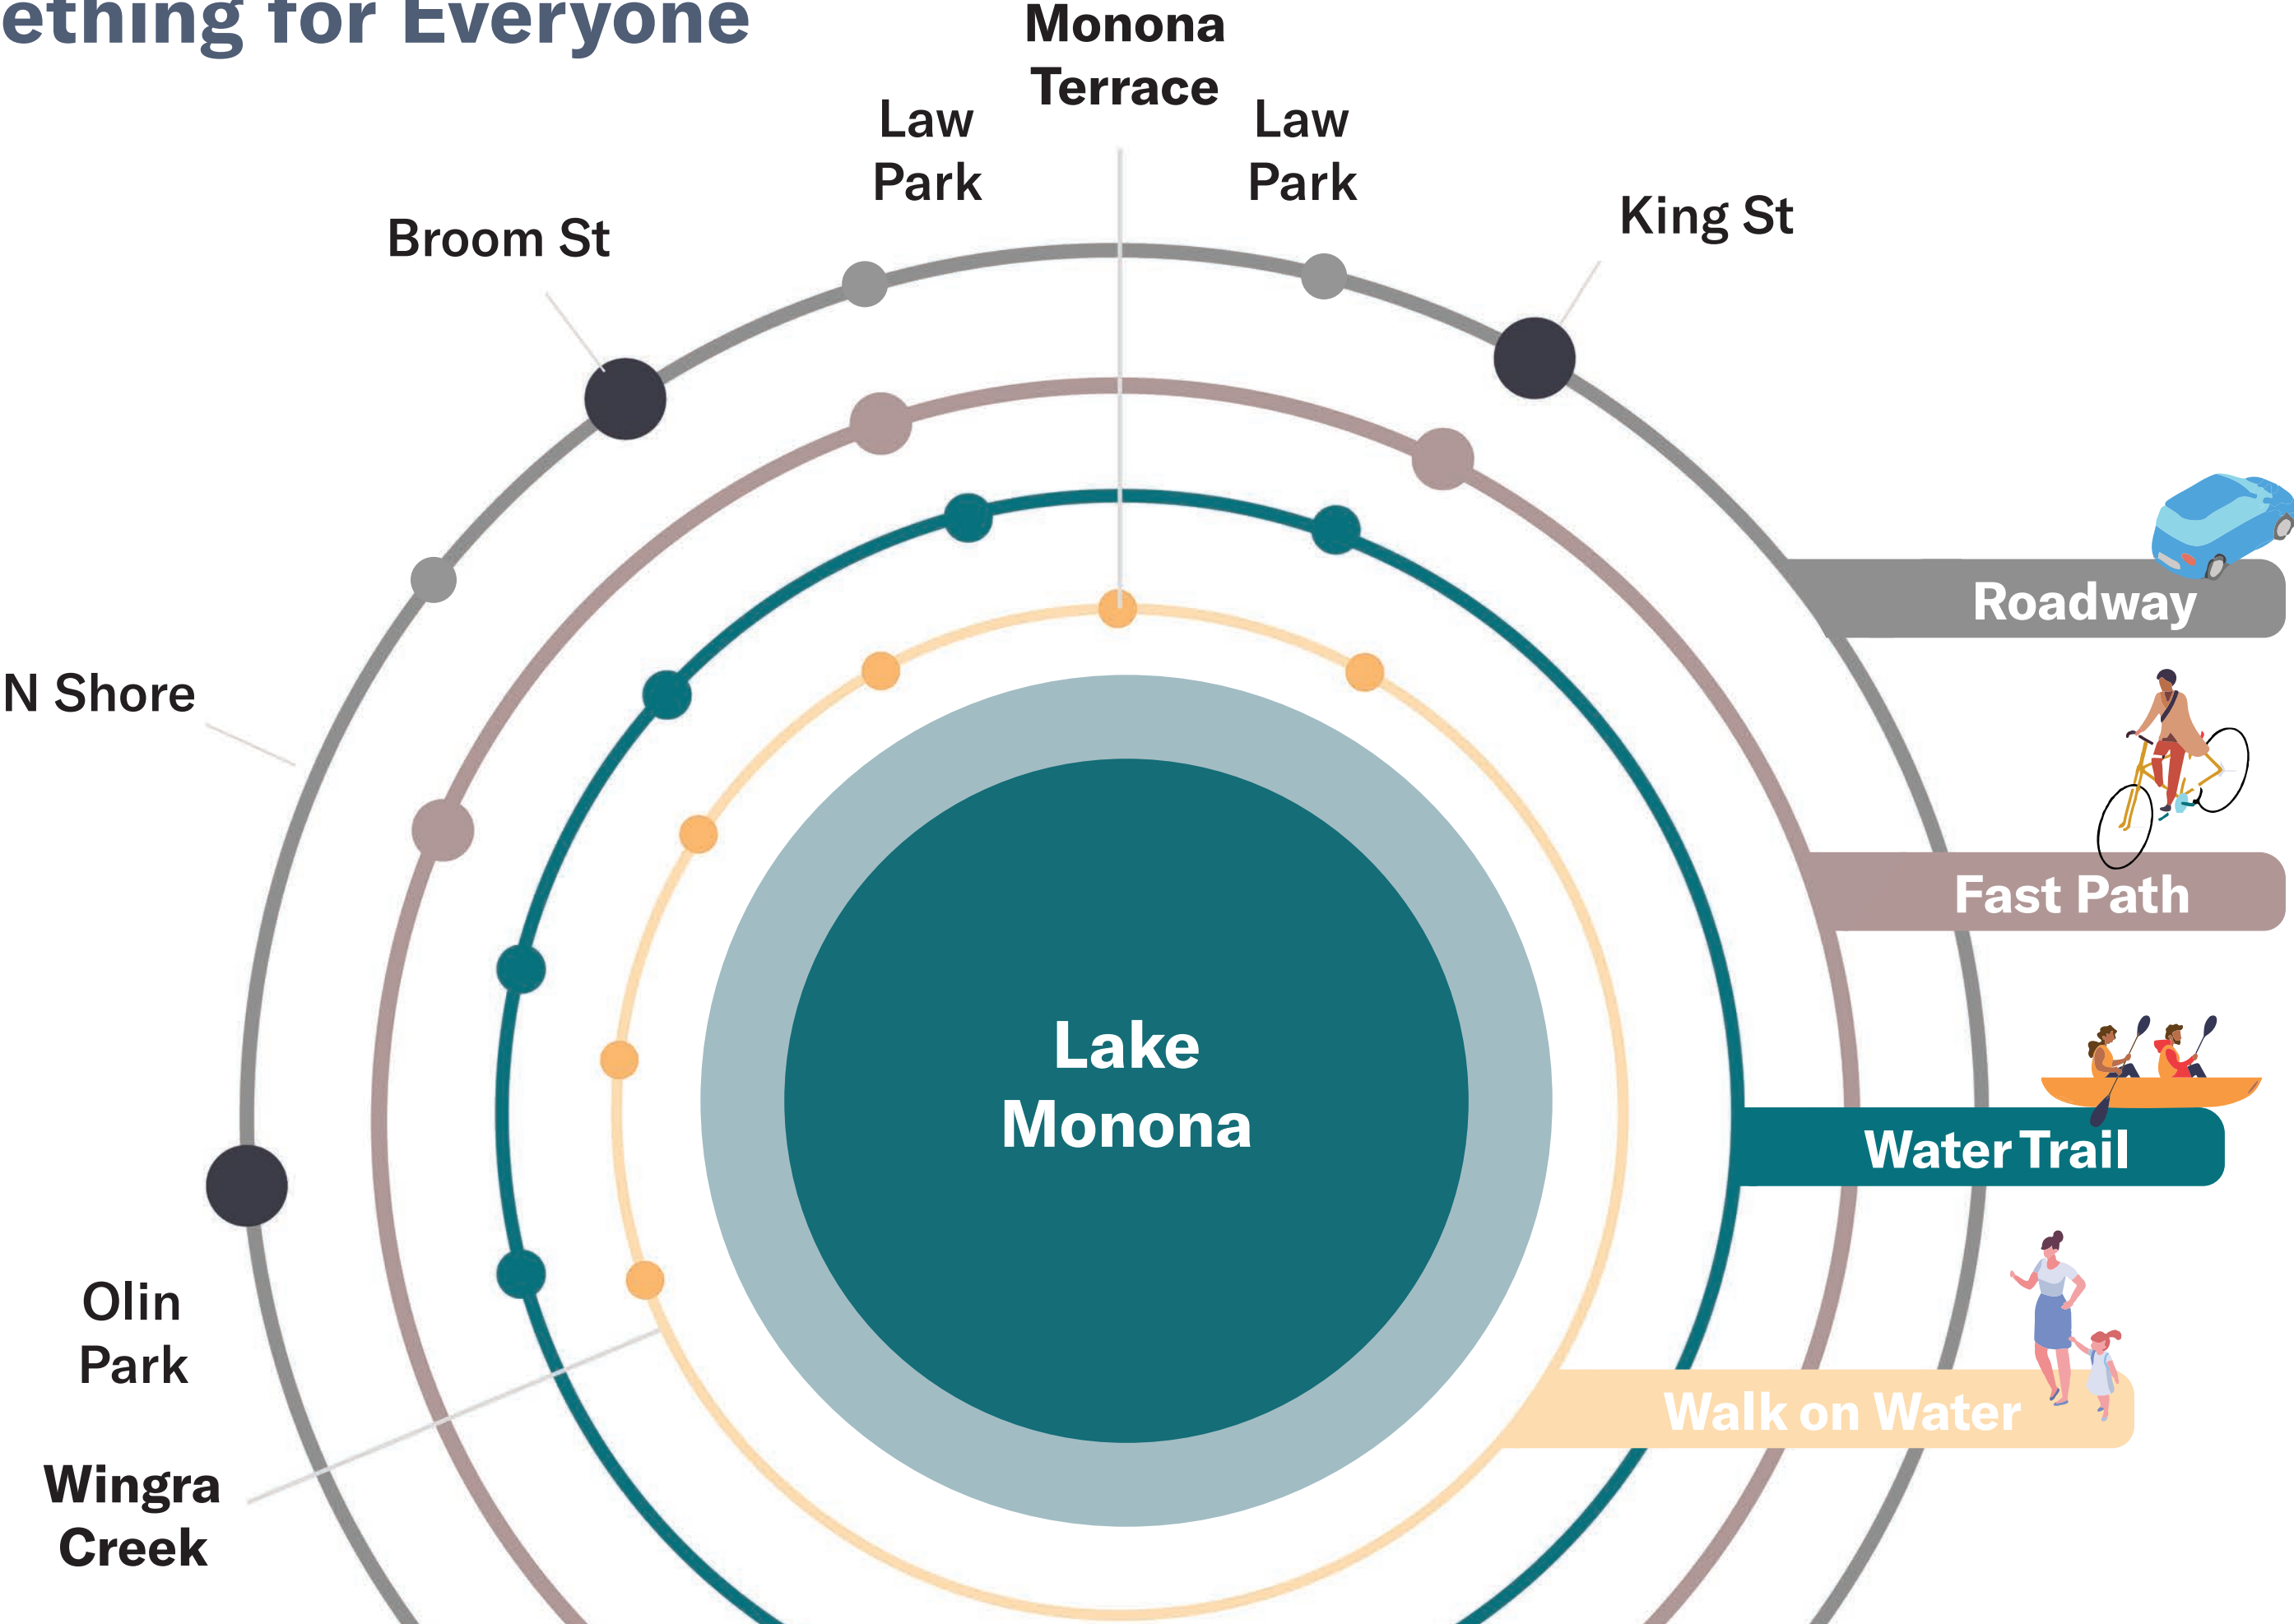 ething for Everyone
Monona
Terrace
Law
Park
Law
Park
Broom St
King St
N Shore
Roadway
Fast Path
Lake
Monona
Water Trail
Olin
Park
Walk on Water
Wingra
Creek